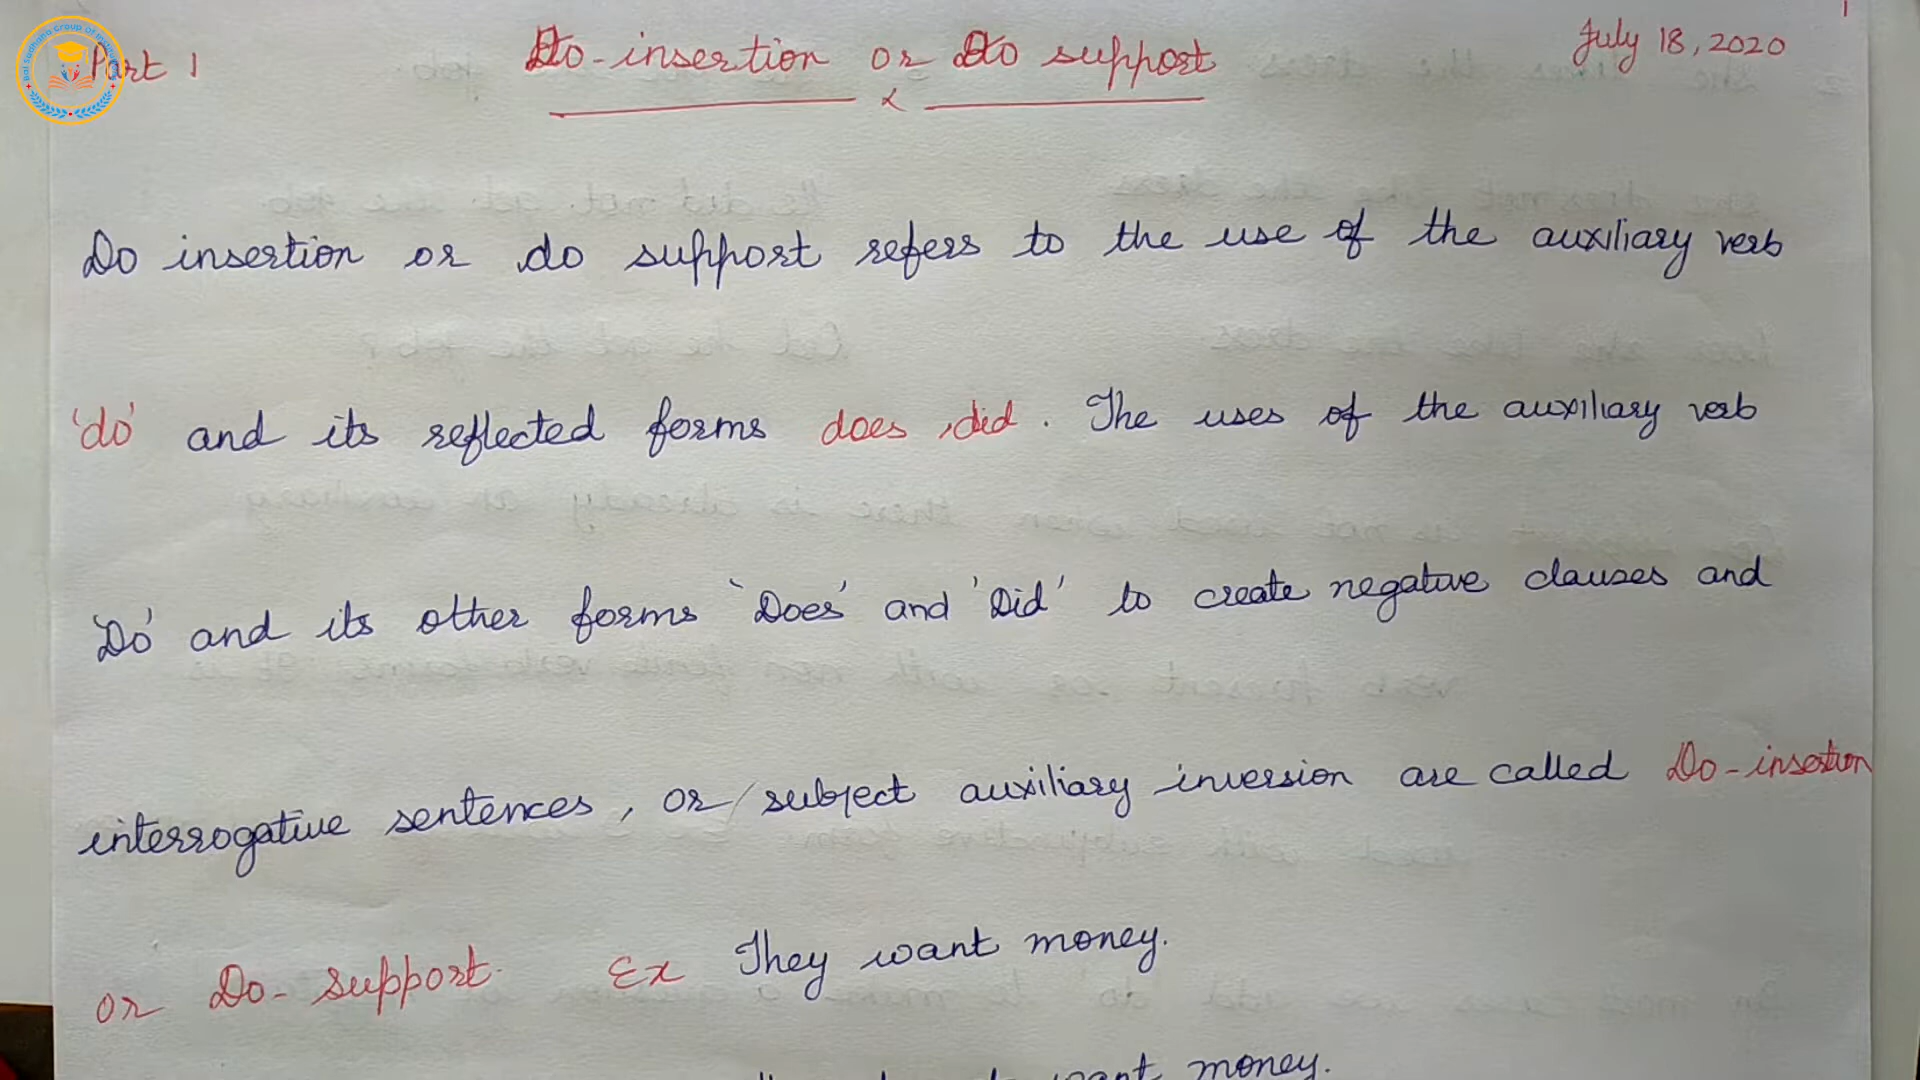 Part 1 Do-insertion or Do support July 18, 2020
1
Do insertion or do support refers to the use of the auxiliary verb
'do' and its reflected forms does, did. The uses of the auxiliary verb
'Do' and its other forms 'Does' and 'Did' to create negative clauses and
interrogative sentences, or subject auxiliary inversion are called Do-insertion
or Do-support. Ex They want money.
want money.